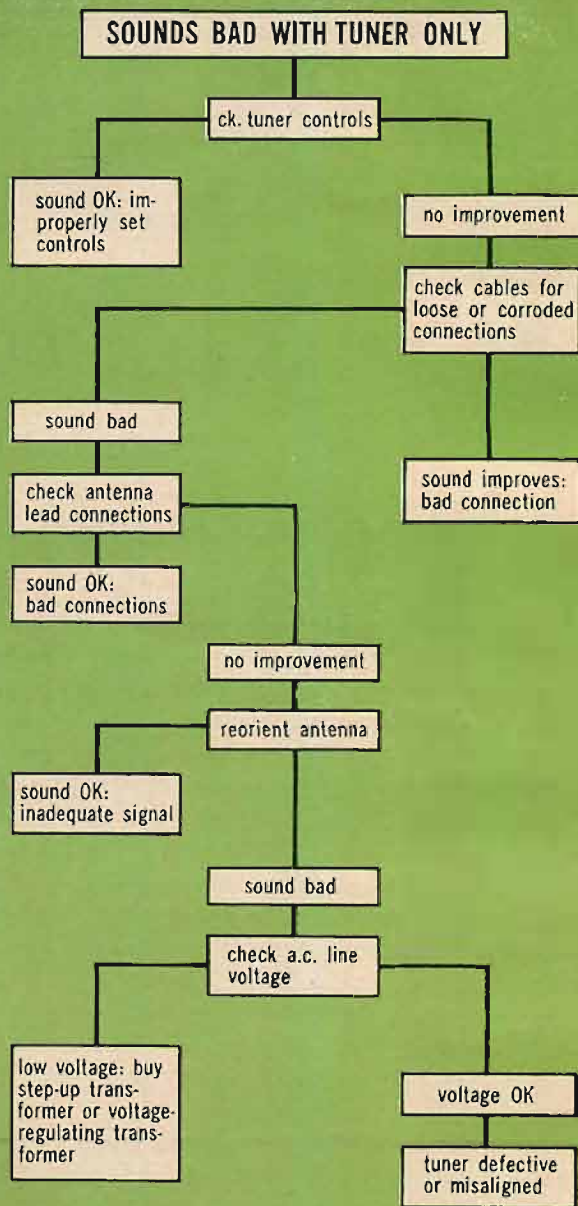 SOUNDS BAD WITH TUNER ONLY
ck. tuner controls
sound OK: im-
properly set
controls
no improvement
check cables for
loose or corroded
connections
sound bad
sound improves:
bad connection
check antenna
lead connections
sound OK:
bad connections
no improvement
reorient antenna
sound OK:
inadequate signal
sound bad
check a.c. line
voltage
low voltage: buy
step-up trans-
former or voltage-
regulating trans-
former
voltage OK
tuner defective
or misaligned